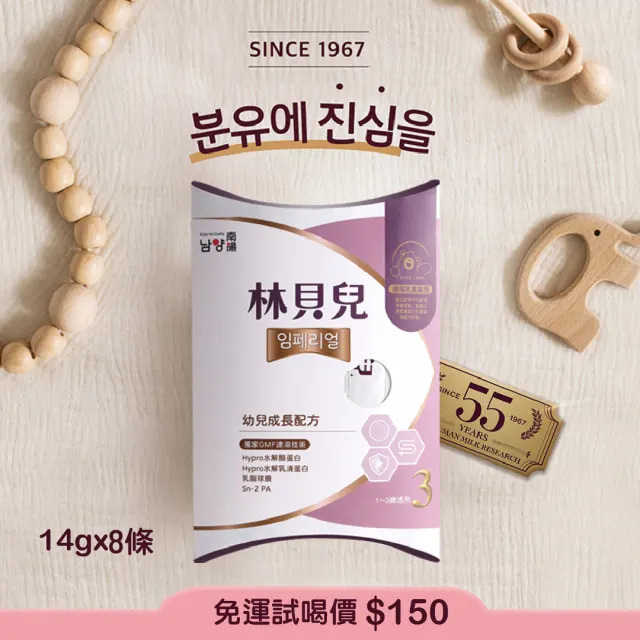 SINCE 1967
분유에 진심을
남양
南陽
林貝兒
임페리얼
幼兒成長配方
獨家GMF速溶技術
Hypro水解酪蛋白
Hypro水解乳清蛋白
乳脂球膜
Sn-2 PA
1~3歲適用
3
SINCE
55
1967
YEARS
HUMAN MILK RESEARCH
14gx8條
免運試喝價 $150